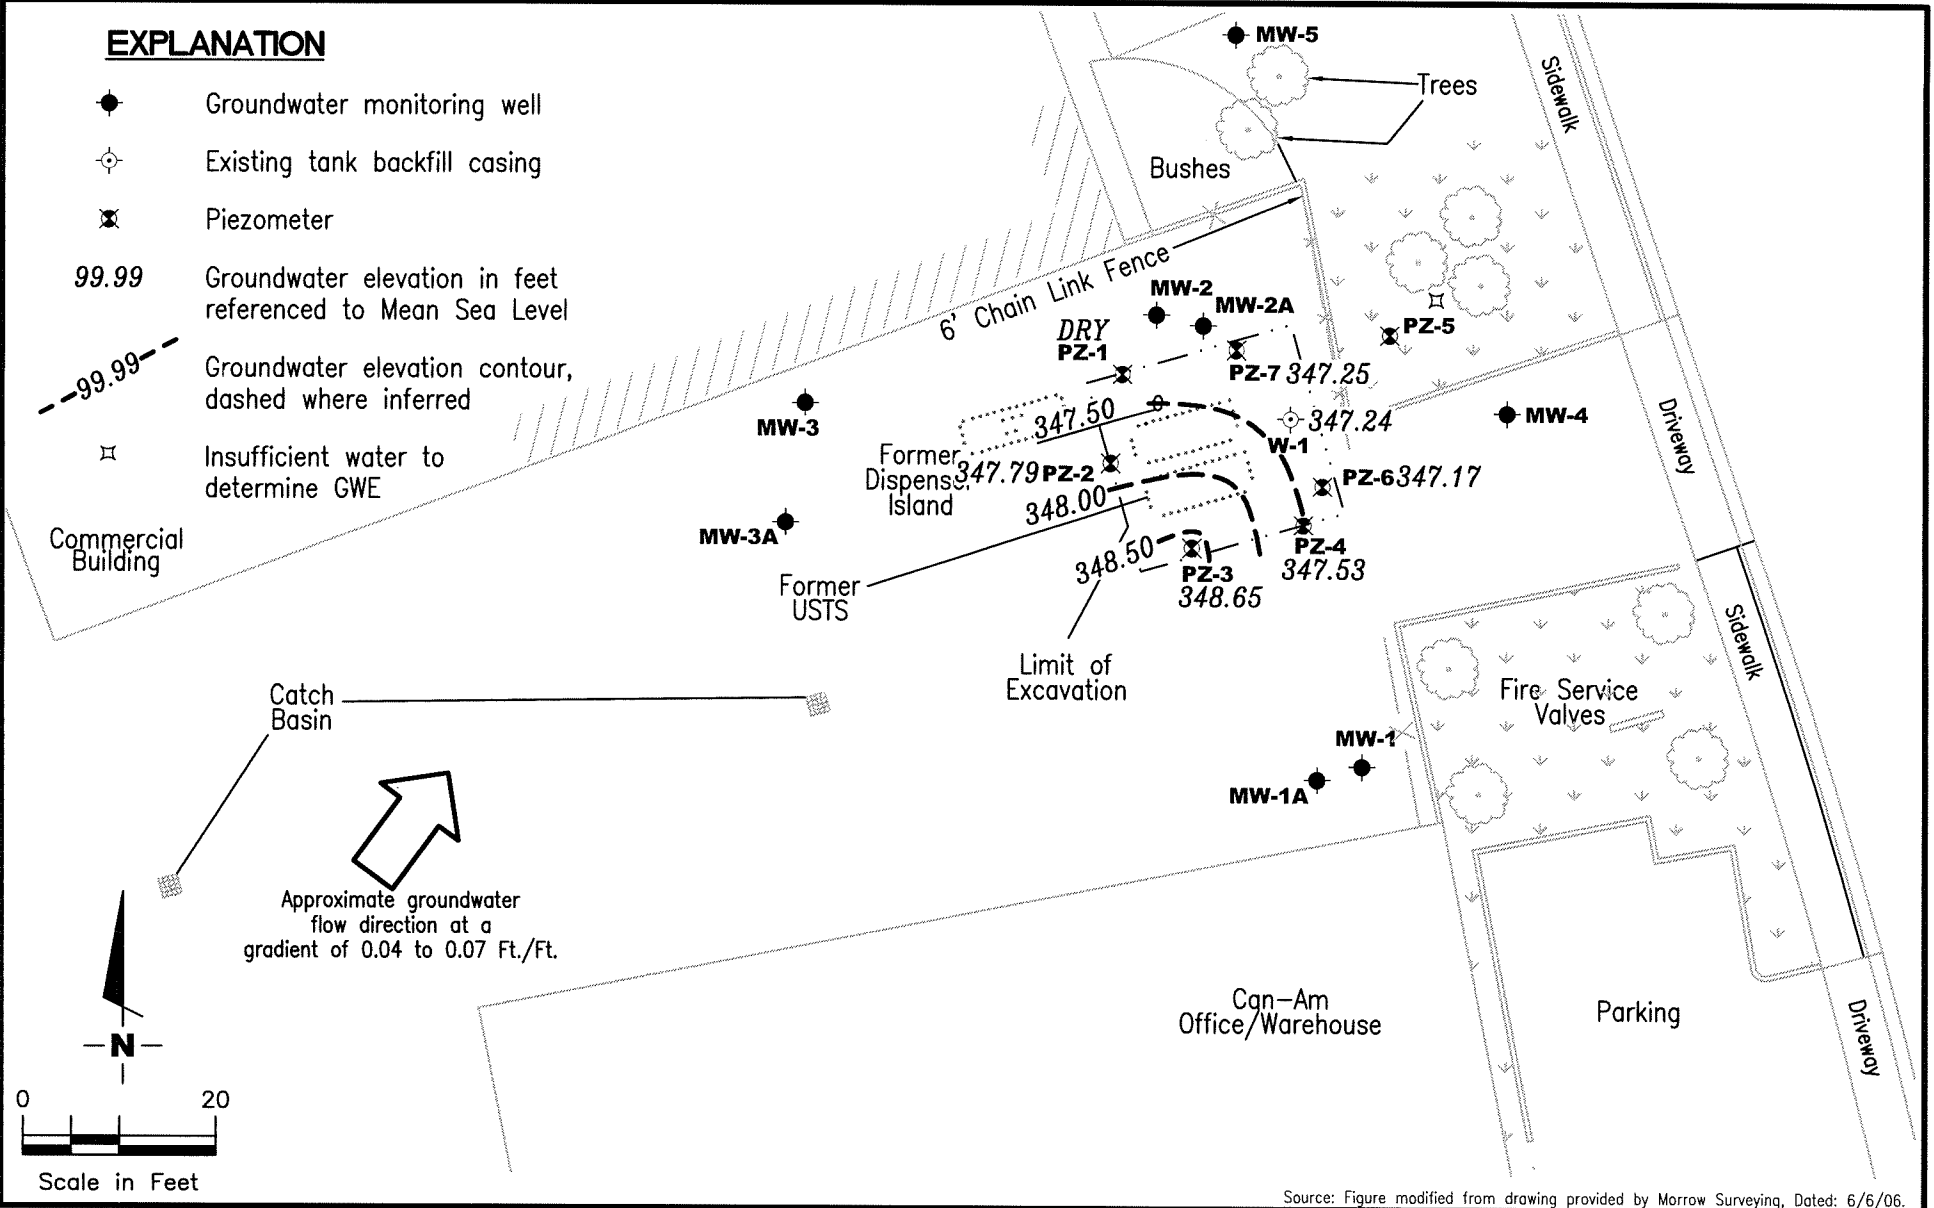 EXPLANATION
Groundwater monitoring well
Existing tank backfill casing
Piezometer
99.99
Groundwater elevation in feet
referenced to Mean Sea Level
99.99
Groundwater elevation contour,
dashed where inferred
Insufficient water to
determine GWE
Commercial
Building
MW-5
Trees
Bushes
Sidewalk
6' Chain Link Fence
MW-2
MW-2A
DRY
PZ-1
PZ-5
PZ-7 347.25
MW-3
347.50
347.24
W-1
MW-4
Driveway
Former
Dispenser
Island
347.79 PZ-2
PZ-6 347.17
348.00
MW-3A
348.50
PZ-3
348.65
PZ-4
347.53
Former
USTS
Limit of
Excavation
Sidewalk
Catch
Basin
Fire Service
Valves
MW-1
MW-1A
Approximate groundwater
flow direction at a
gradient of 0.04 to 0.07 Ft./Ft.
N
0 20
Scale in Feet
Can-Am
Office/Warehouse
Parking
Driveway
Source: Figure modified from drawing provided by Morrow Surveying, Dated: 6/6/06.